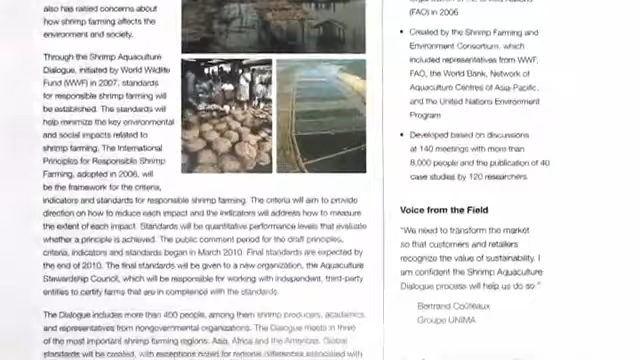 also has raised concerns about
how shrimp farming affects the
environment and society.
Through the Shrimp Aquaculture
Dialogue, initiated by World Wildlife
Fund (WWF) in 2007, standards
for responsible shrimp farming will
be established. The standards will
help minimize the key environmental
and social impacts related to
shrimp farming. The International
Principles for Responsible Shrimp
Farming, adopted in 2006, will
be the framework for the criteria,
indicators and standards for responsible shrimp farming. The criteria will aim to provide
direction on how to reduce each impact and the indicators will address how to measure
the extent of each impact. Standards will be quantitative performance levels that evaluate
whether a principle is achieved. The public comment period for the draft principles,
criteria, indicators and standards began in March 2010. Final standards are expected by
the end of 2010. The final standards will be given to a new organization, the Aquaculture
Stewardship Council, which will be responsible for working with independent, third-party
entities to certify farms that are in compliance with the standards.
The Dialogue includes more than 400 people, among them shrimp producers, academics,
and representatives from nongovernmental organizations. The Dialogue meets in three
of the most important shrimp farming regions: Asia, Africa and the Americas. Global
standards will be created, with exceptions noted for regional differences associated with
(FAO) in 2006
• Created by the Shrimp Farming and
Environment Consortium, which
included representatives from WWF,
FAO, the World Bank, Network of
Aquaculture Centres of Asia-Pacific,
and the United Nations Environment
Program
• Developed based on discussions
at 140 meetings with more than
8,000 people and the publication of 40
case studies by 120 researchers.
Voice from the Field
"We need to transform the market
so that customers and retailers
recognize the value of sustainability. I
am confident the Shrimp Aquaculture
Dialogue process will help us do so."
Bertrand Coûteaux
Groupe UNIMA